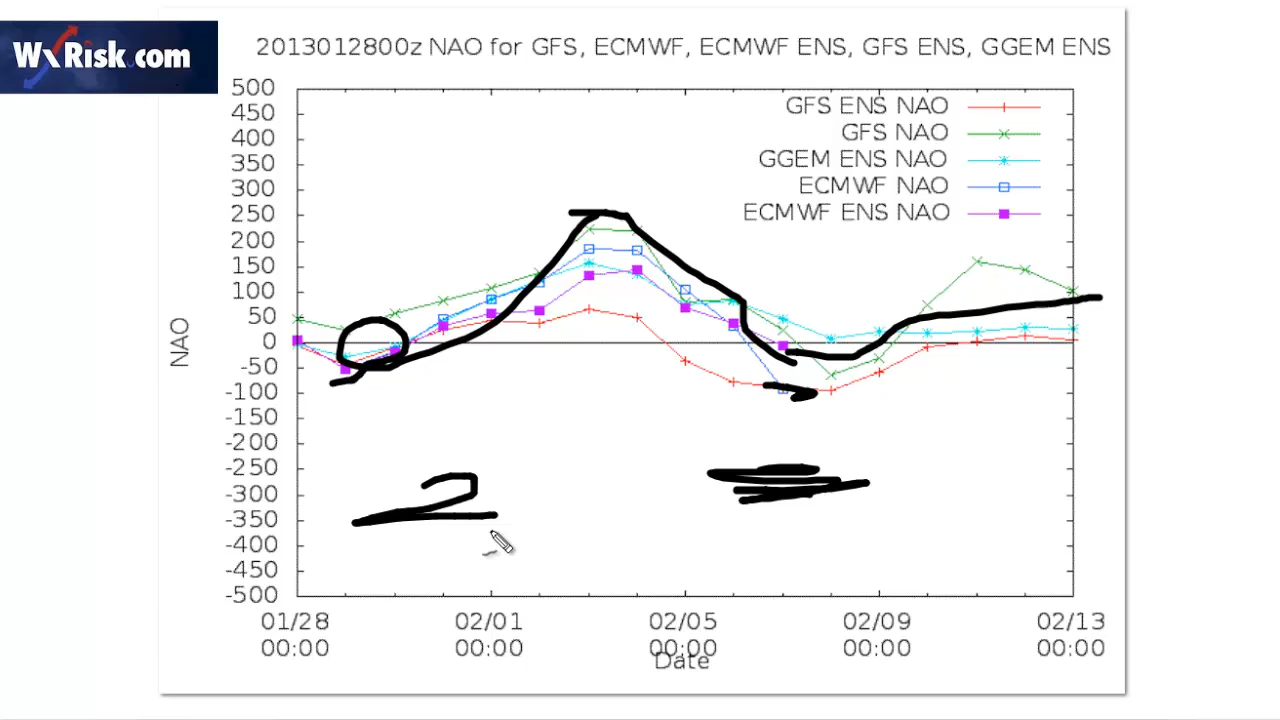 WxRisk.com
2013012800z NAO for GFS, ECMWF, ECMWF ENS, GFS ENS, GGEM ENS
GFS ENS NAO
GFS NAO
GGEM ENS NAO
ECMWF NAO
ECMWF ENS NAO
500
450
400
350
300
250
200
150
100
50
0
-50
-100
-150
-200
-250
-300
-350
-400
-450
-500
NAO
2
01/28 02/01 02/05 02/09 02/13
00:00 00:00 00:00 00:00 00:00
Date